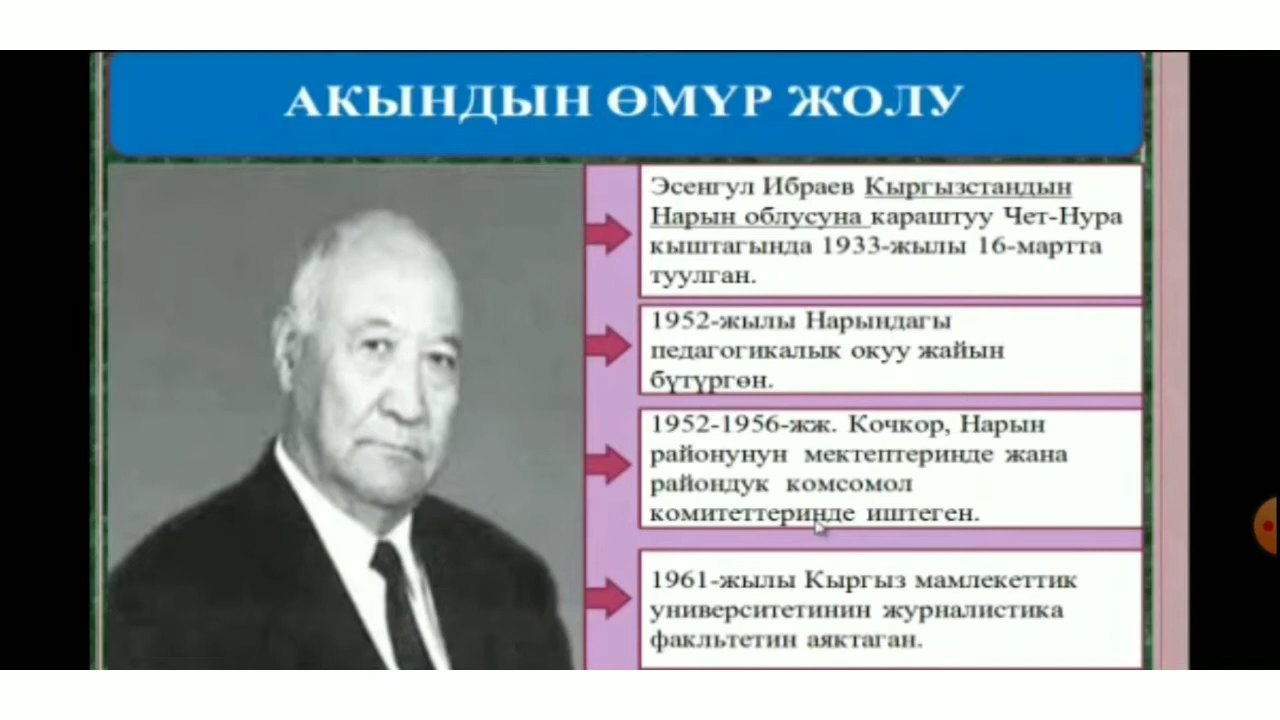 АКЫНДЫН ӨМҮР ЖОЛУ
Эсенгул Ибраев Кыргызстандын
Нарын облусуна караштуу Чет-Нура
кыштагында 1933-жылы 16-мартта
туулган.
1952-жылы Нарындагы
педагогикалык окуу жайын
бүтүргөн.
1952-1956-жж. Кочкор, Нарын
районунун мектептеринде жана
райондук комсомол
комитеттеринде иштеген.
1961-жылы Кыргыз мамлекеттик
университетинин журналистика
факльтетин аяктаган.